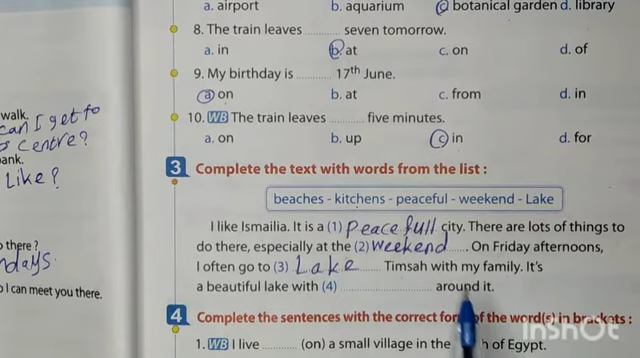 a. airport b. aquarium c. botanical garden d. library
8. The train leaves ........... seven tomorrow.
a. in b. at c. on d. of
9. My birthday is ........... 17th June.
a. on b. at c. from d. in
10. WB The train leaves ........... five minutes.
a. on b. up c. in d. for
walk.
can I get to
centre?
ank.
Like?
there?
ndays.
I can meet you there.
3 Complete the text with words from the list :
beaches - kitchens - peaceful - weekend - Lake
I like Ismailia. It is a (1) Peacefull city. There are lots of things to
do there, especially at the (2) Weekend ..... On Friday afternoons,
I often go to (3) Lake ........ Timsah with my family. It's
a beautiful lake with (4) ........................ around it.
4 Complete the sentences with the correct form of the word(s) in brackets :
1. WB I live ........... (on) a small village in the h of Egypt.
InShOt